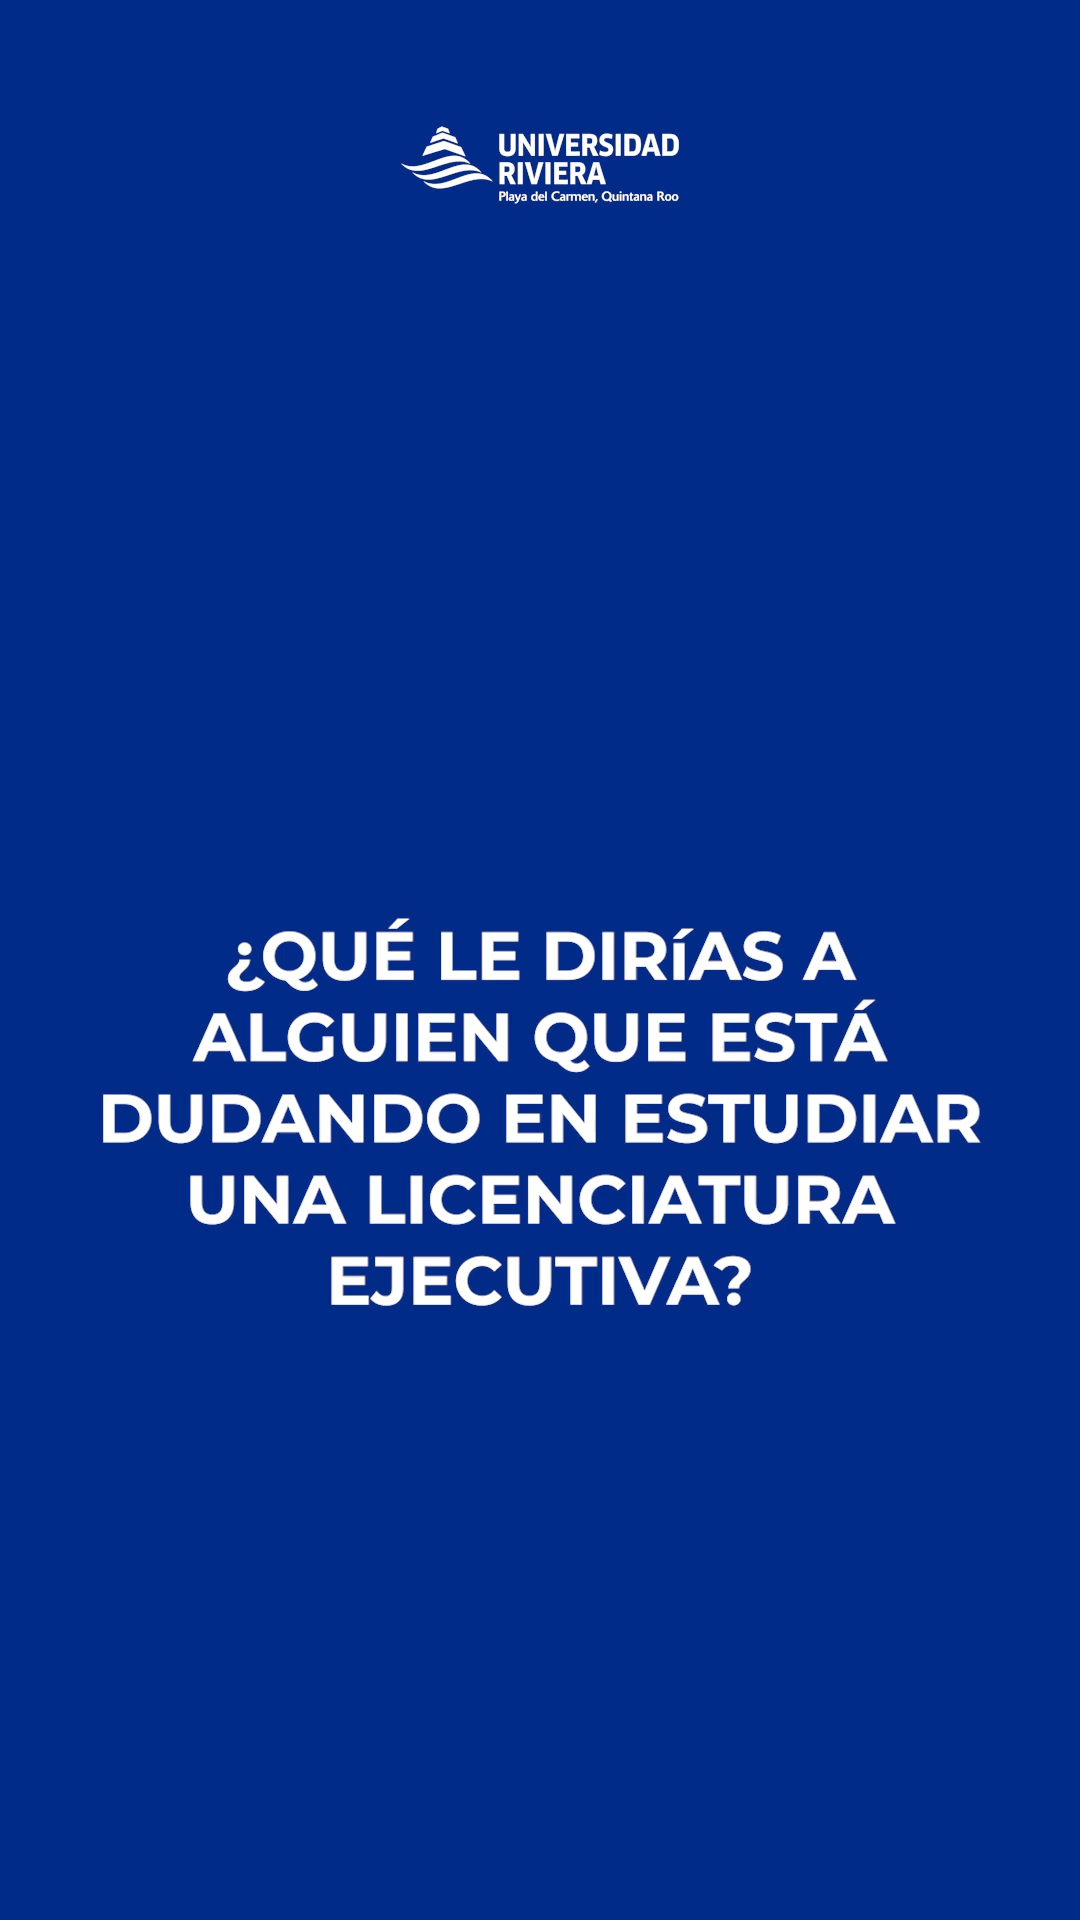 UNIVERSIDAD
RIVIERA
Playa del Carmen, Quintana Roo
¿QUÉ LE DIRíAS A
ALGUIEN QUE ESTÁ
DUDANDO EN ESTUDIAR
UNA LICENCIATURA
EJECUTIVA?